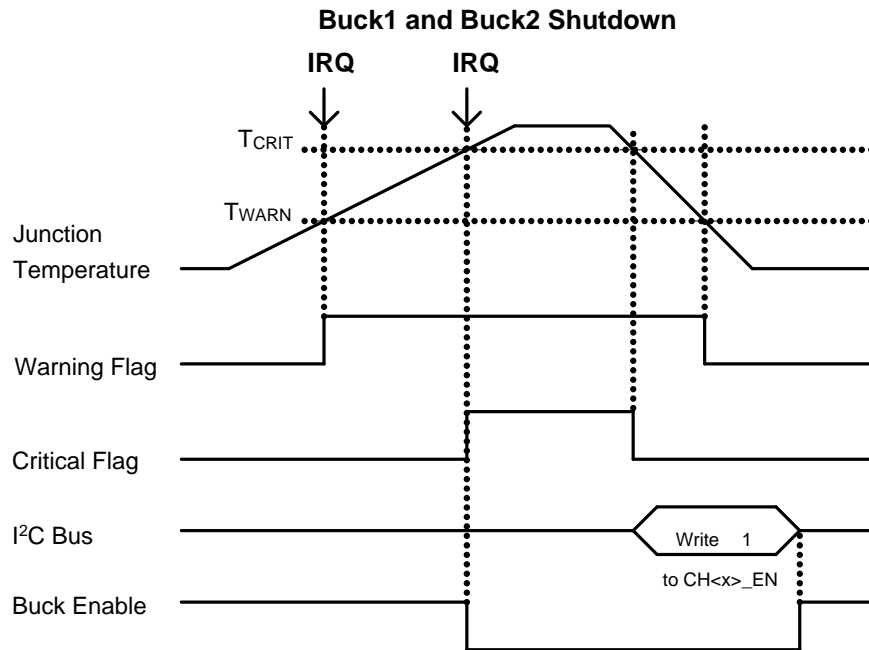 Buck1 and Buck2 Shutdown
IRQ IRQ
TCRIT
TWARN
Junction
Temperature
Warning Flag
Critical Flag
I²C Bus
Write 1
to CH<x>_EN
Buck Enable